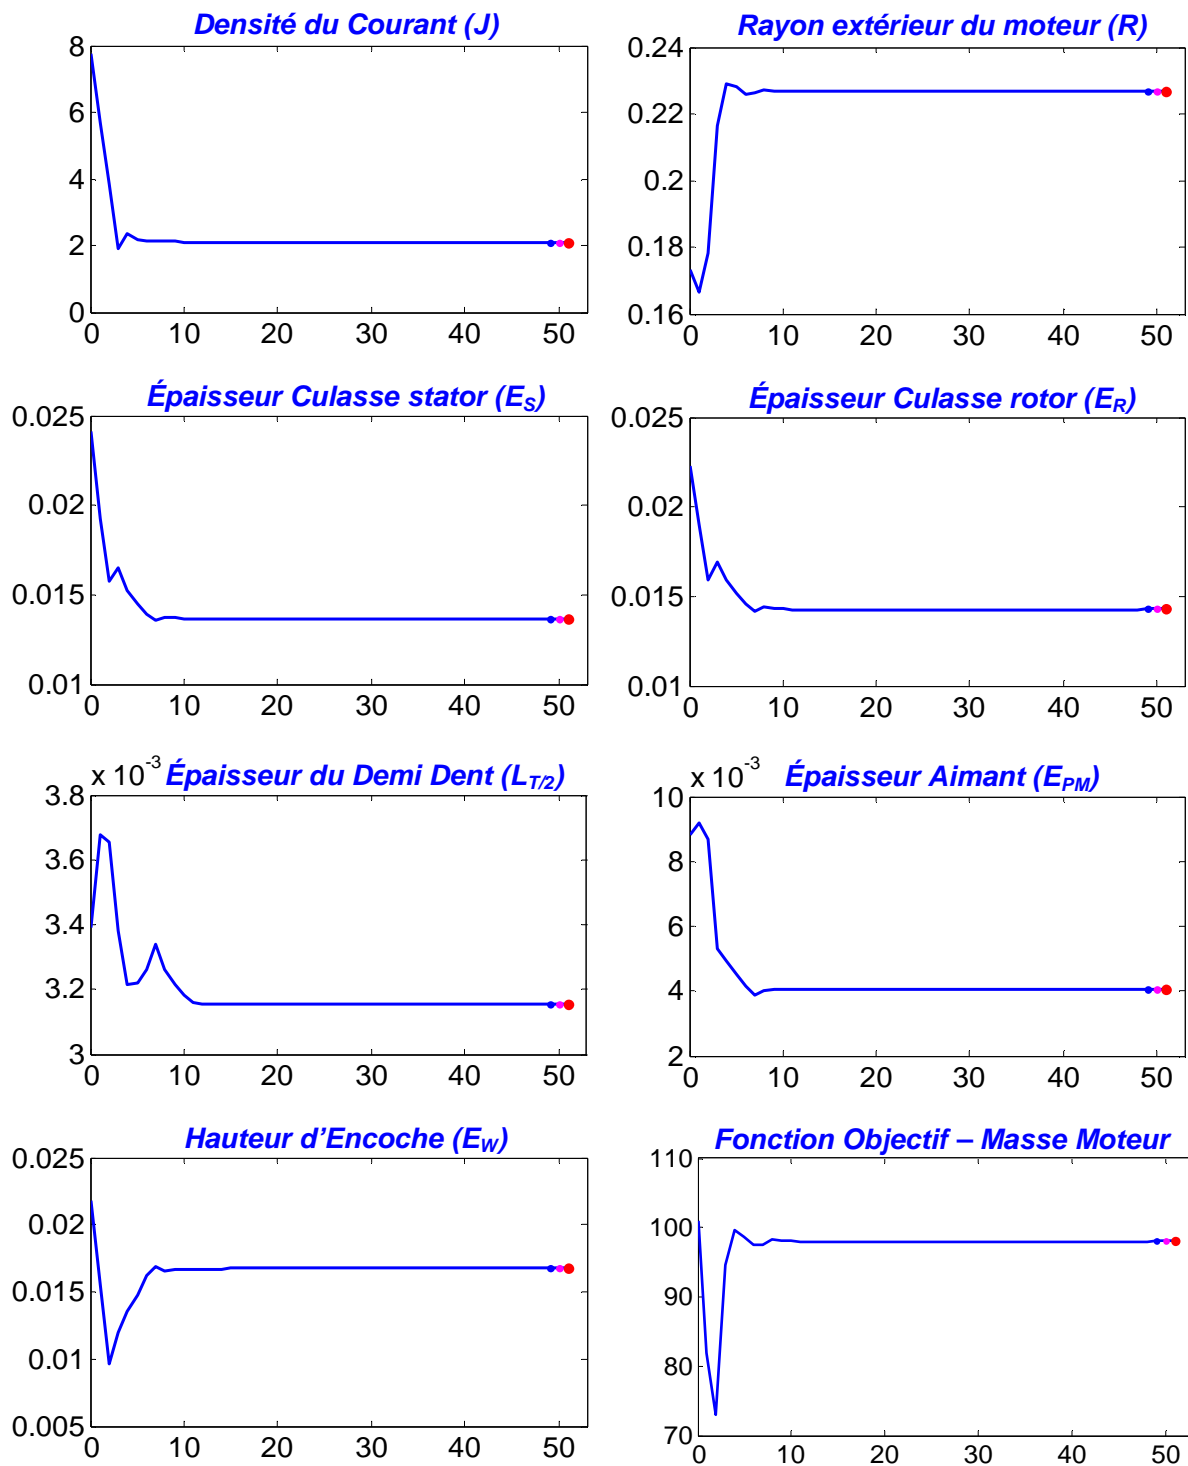 Densité du Courant (J)
8
6
4
2
0
0 10 20 30 40 50
Rayon extérieur du moteur (R)
0.24
0.22
0.2
0.18
0.16
0 10 20 30 40 50
Épaisseur Culasse stator (ES)
0.025
0.02
0.015
0.01
0 10 20 30 40 50
Épaisseur Culasse rotor (ER)
0.025
0.02
0.015
0.01
0 10 20 30 40 50
x 10-3 Épaisseur du Demi Dent (LT/2)
3.8
3.6
3.4
3.2
3
0 10 20 30 40 50
x 10-3 Épaisseur Aimant (EPM)
10
8
6
4
2
0 10 20 30 40 50
Hauteur d’Encoche (EW)
0.025
0.02
0.015
0.01
0.005
0 10 20 30 40 50
Fonction Objectif – Masse Moteur
110
100
90
80
70
0 10 20 30 40 50